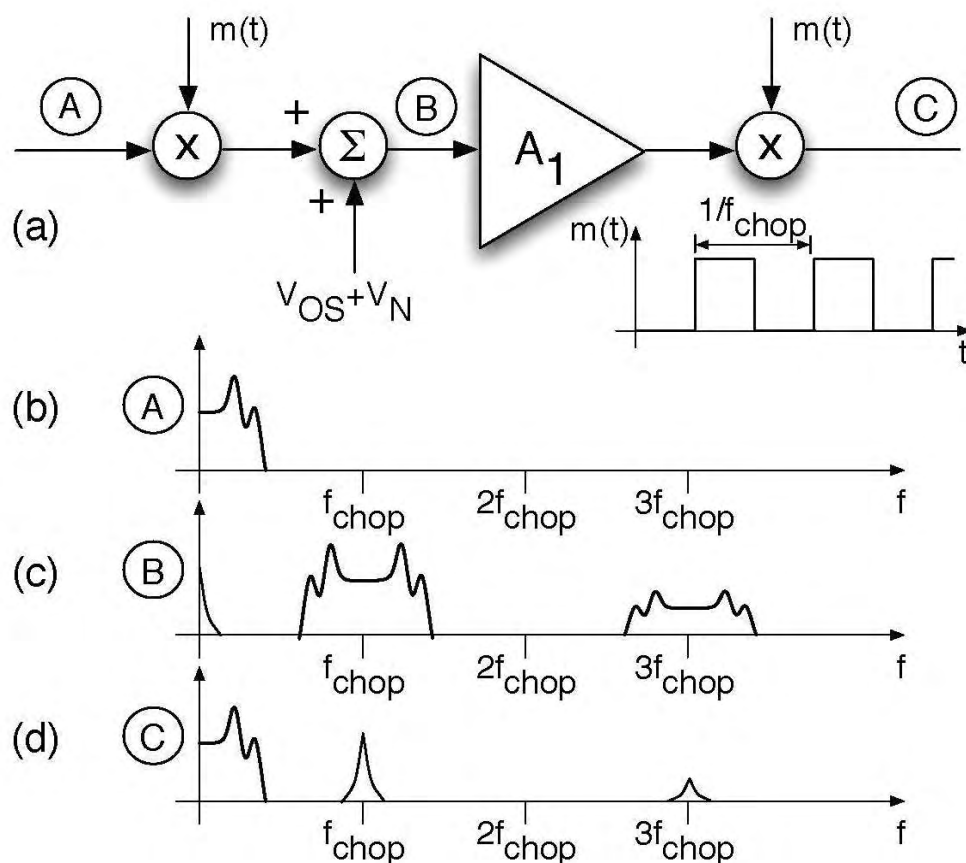 m(t)
m(t)
A
B
C
+
X
Σ
A1
X
+
(a)
1/fchop
m(t)
VOS+VN
t
(b)
A
fchop
2fchop
3fchop
f
(c)
B
fchop
2fchop
3fchop
f
(d)
C
fchop
2fchop
3fchop
f